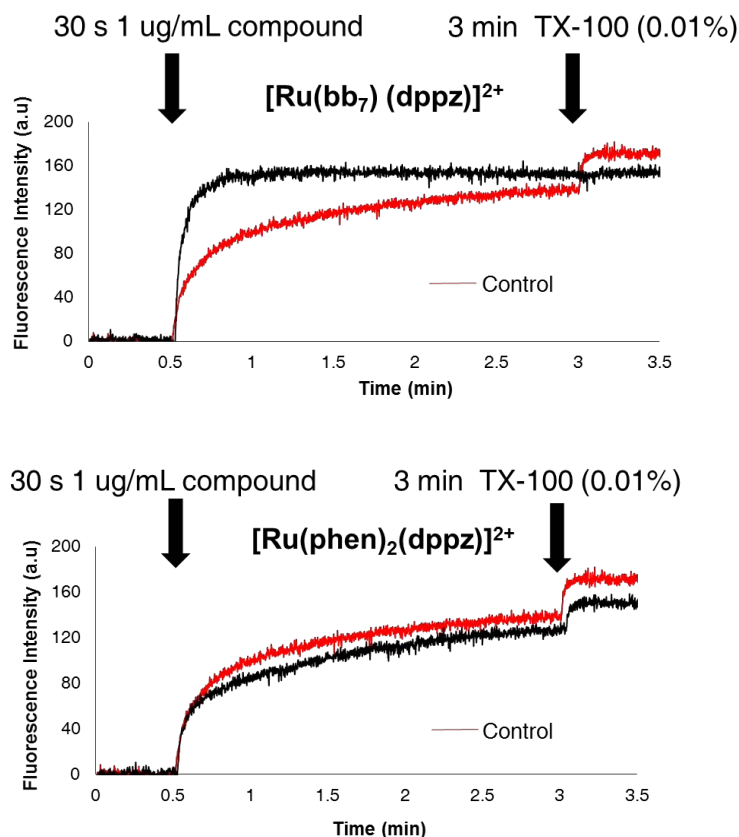 30 s 1 ug/mL compound 3 min TX-100 (0.01%)
[Ru(bb₇) (dppz)]²⁺
Fluorescence Intensity (a.u)
200
160
120
80
40
0
Control
0 0.5 1 1.5 2 2.5 3 3.5
Time (min)
30 s 1 ug/mL compound 3 min TX-100 (0.01%)
[Ru(phen)₂(dppz)]²⁺
Fluorescence Intensity (a.u)
200
160
120
80
40
0
Control
0 0.5 1 1.5 2 2.5 3 3.5
Time (min)